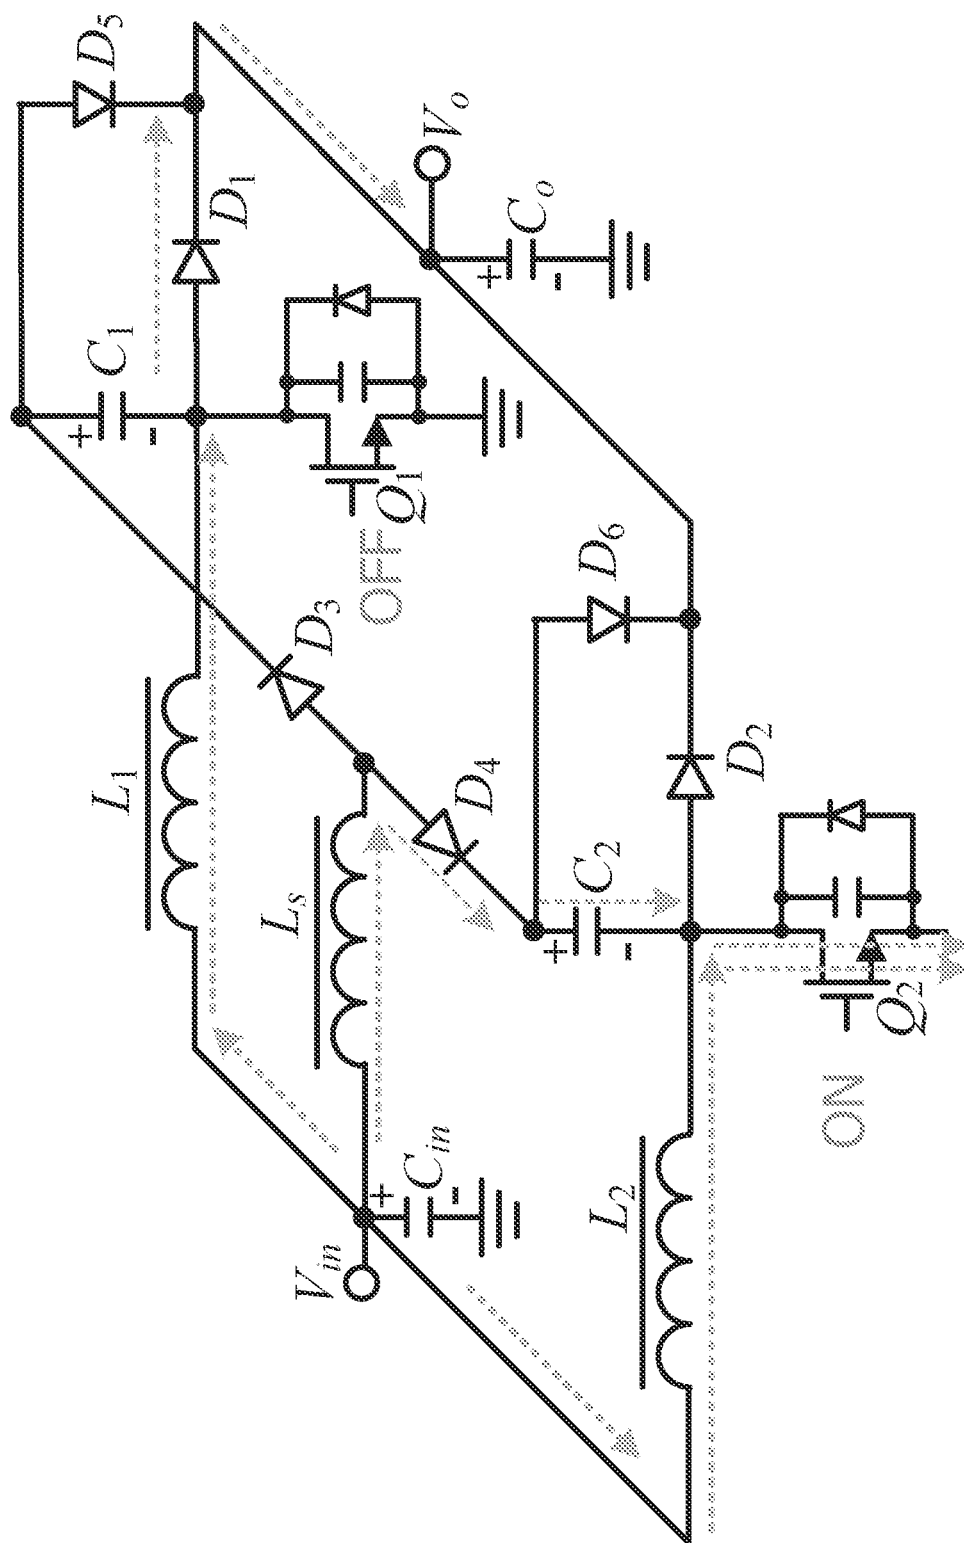 D5
C1
+
-
D1
Vo
Co
+
-
Q1
OFF
L1
D3
D6
Ls
D4
C2
+
-
D2
Vin
Cin
+
-
L2
Q2
ON